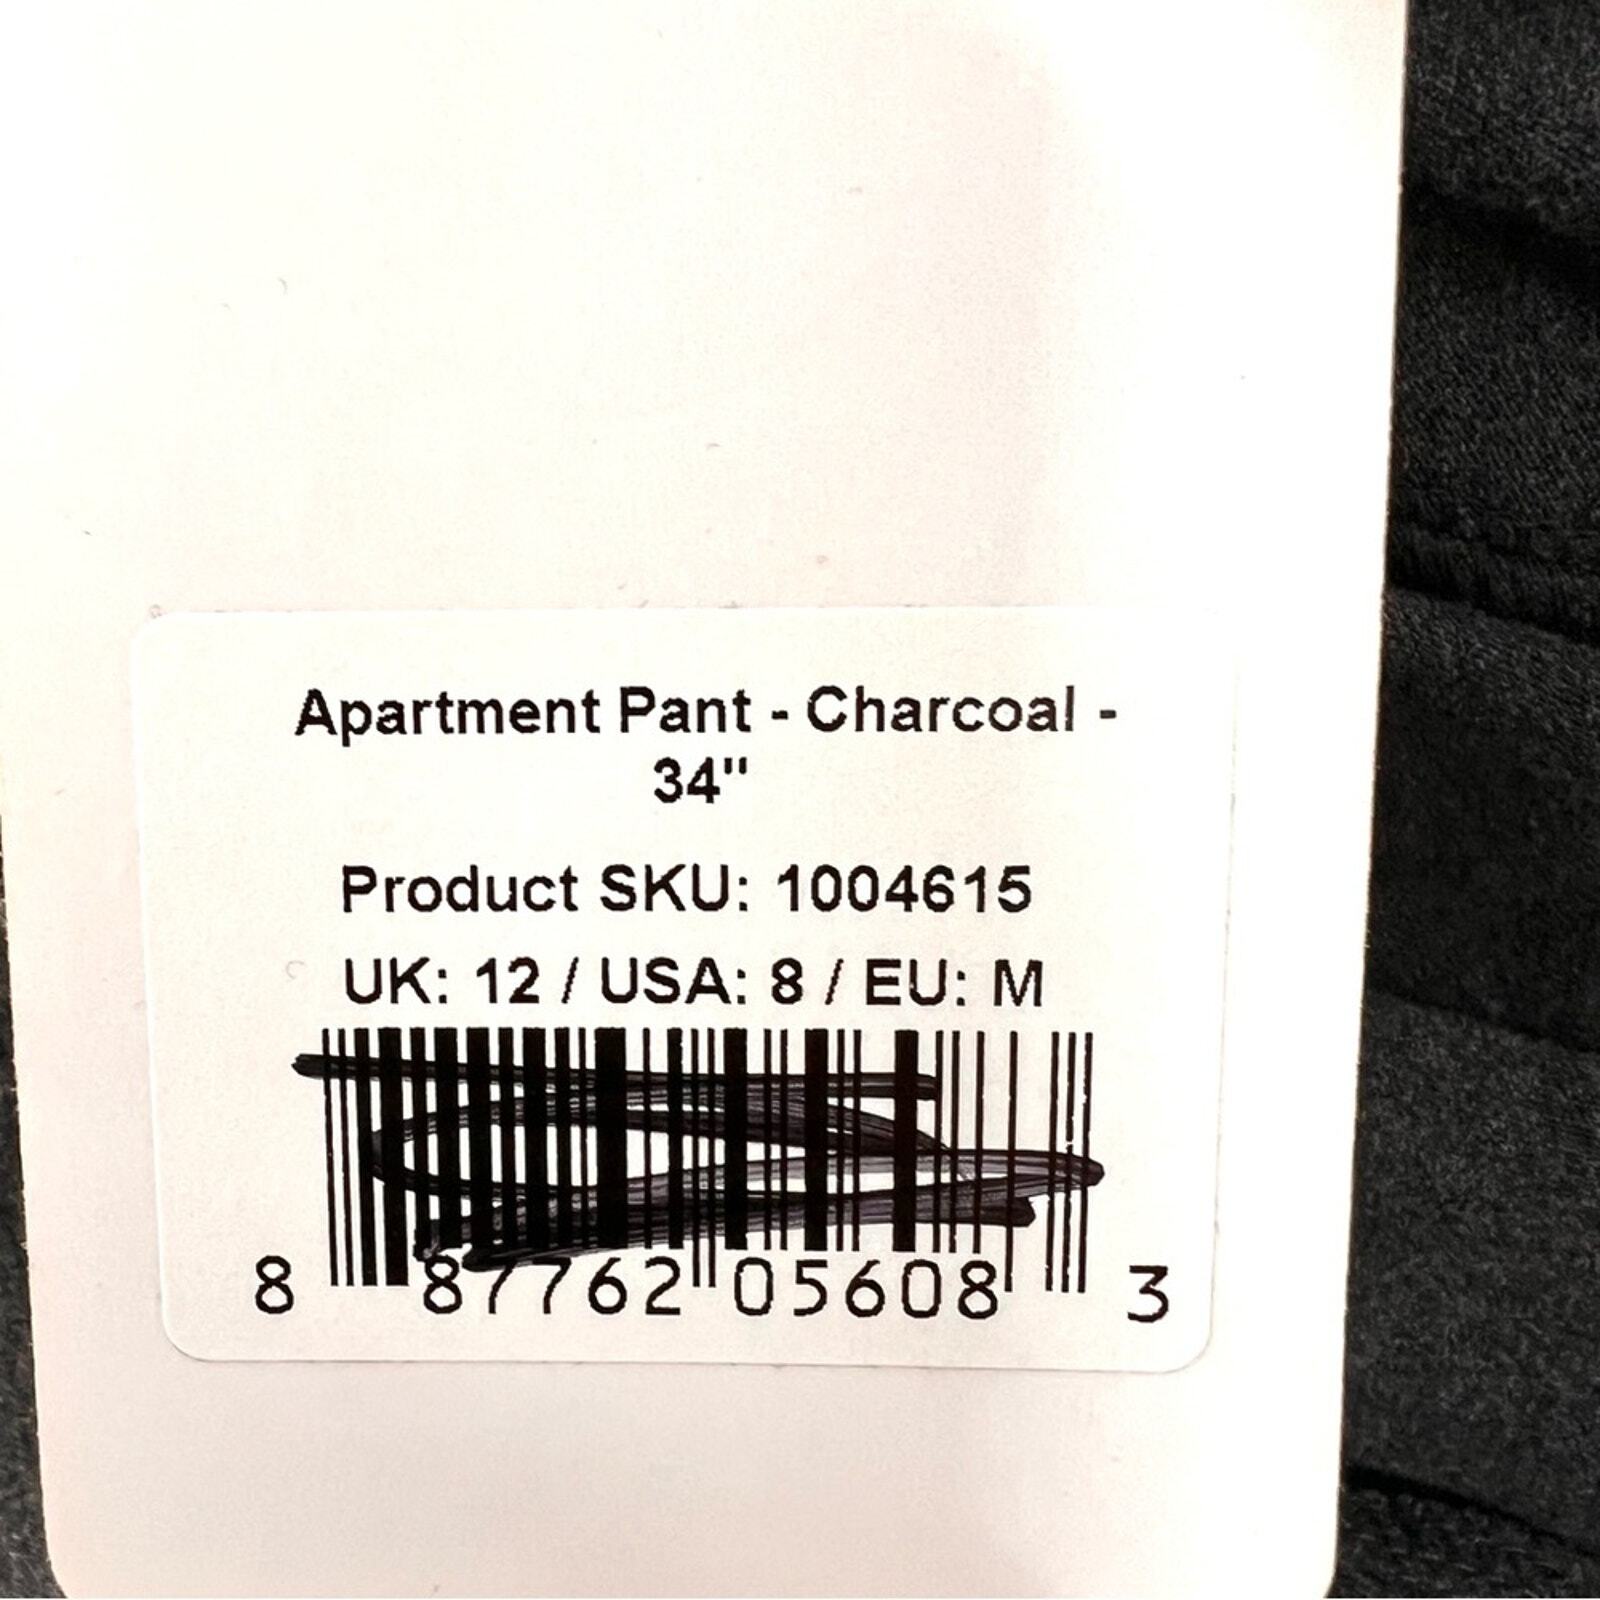 Apartment Pant - Charcoal -
34"
Product SKU: 1004615
UK: 12 / USA: 8 / EU: M
8 87762 05608 3